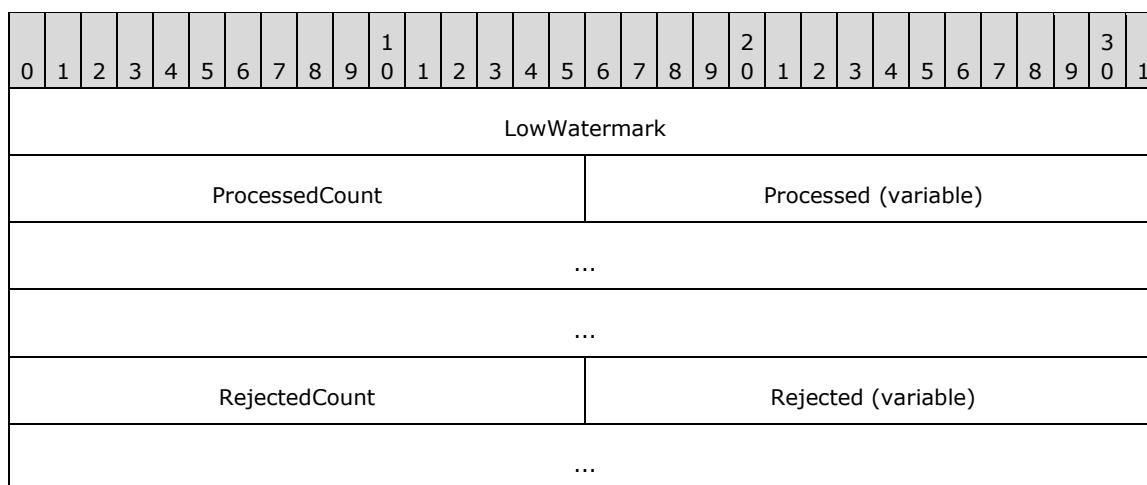 0 1 2 3 4 5 6 7 8 9 1 0 1 2 3 4 5 6 7 8 9 2 0 1 2 3 4 5 6 7 8 9 3 0 1
LowWatermark
ProcessedCount Processed (variable)
...
...
RejectedCount Rejected (variable)
...